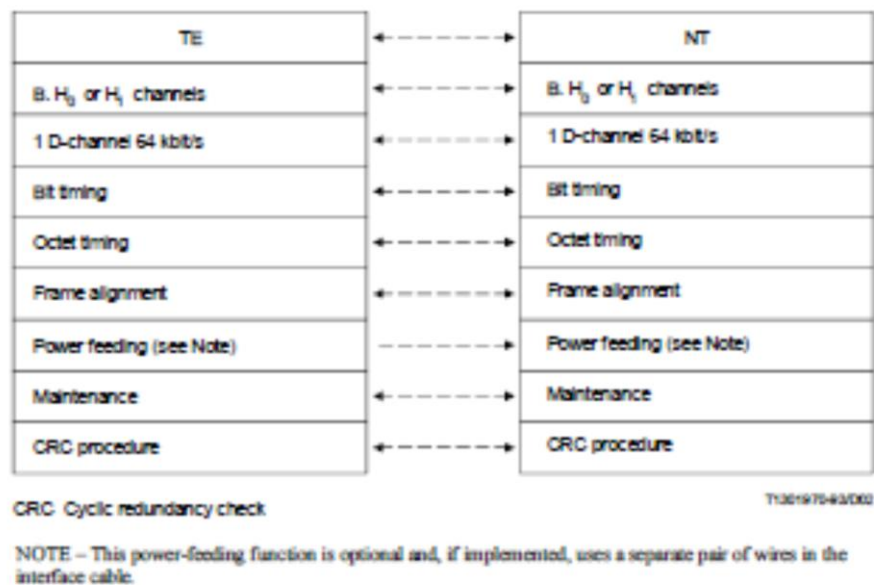 TE NT
B. H0 or H1 channels B. H0 or H1 channels
1 D-channel 64 kbit/s 1 D-channel 64 kbit/s
Bit timing Bit timing
Octet timing Octet timing
Frame alignment Frame alignment
Power feeding (see Note) Power feeding (see Note)
Maintenance Maintenance
CRC procedure CRC procedure
T1301970-93/D02
CRC Cyclic redundancy check
NOTE – This power-feeding function is optional and, if implemented, uses a separate pair of wires in the
interface cable.